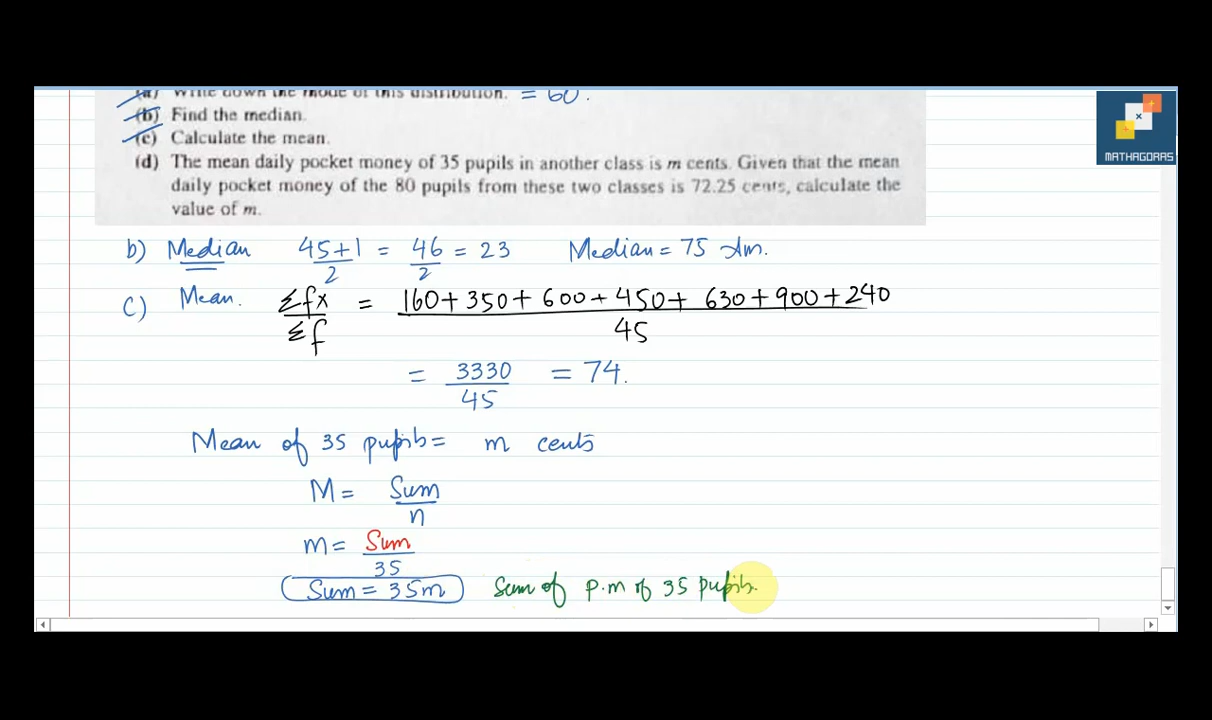 (a) Write down the mode of this distribution. = 60.
(b) Find the median.
(c) Calculate the mean.
(d) The mean daily pocket money of 35 pupils in another class is m cents. Given that the mean
daily pocket money of the 80 pupils from these two classes is 72.25 cents, calculate the
value of m.
MATHAGORAS
b) Median 45+1/2 = 46/2 = 23 Median = 75 Am.
c) Mean. Σfx/Σf = 160+350+600+450+630+900+240/45
= 3330/45 = 74.
Mean of 35 pupils = m cents
M = Sum/n
m = Sum/35
Sum = 35m Sum of p.m of 35 pupils.